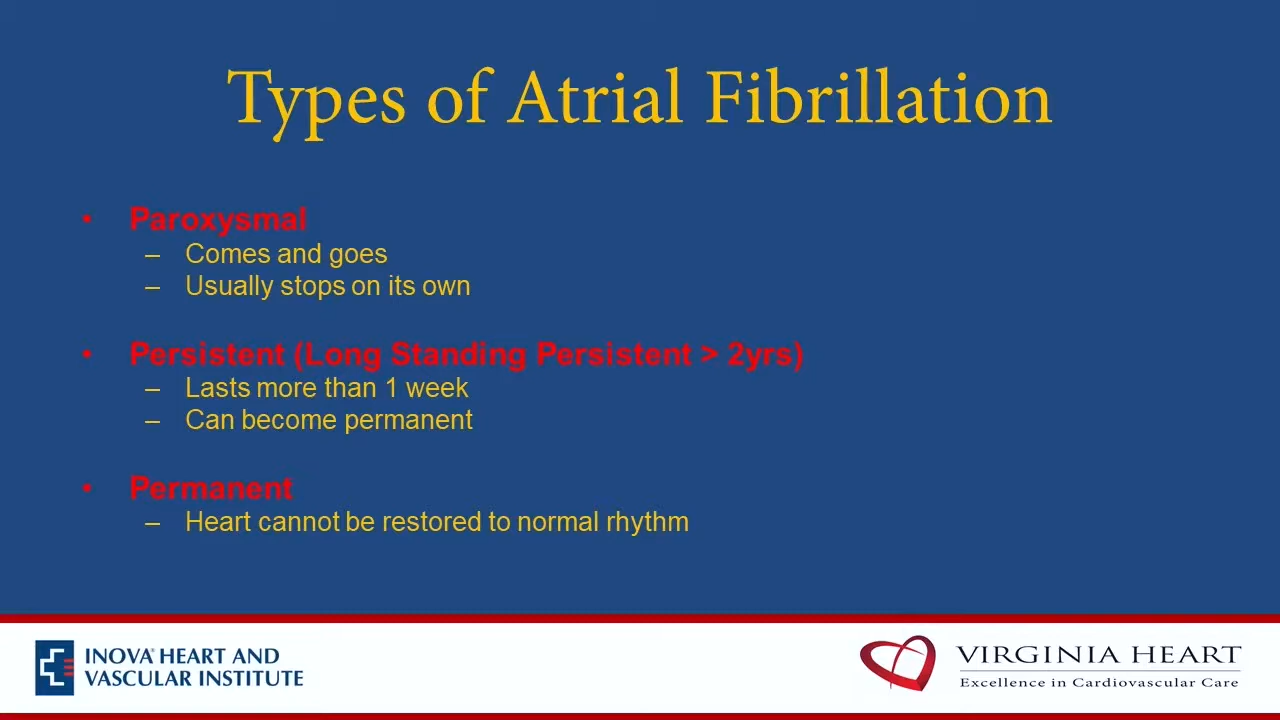 Types of Atrial Fibrillation
• Paroxysmal
– Comes and goes
– Usually stops on its own
• Persistent (Long Standing Persistent > 2yrs)
– Lasts more than 1 week
– Can become permanent
• Permanent
– Heart cannot be restored to normal rhythm
INOVA® HEART AND
VASCULAR INSTITUTE
VIRGINIA HEART
Excellence in Cardiovascular Care